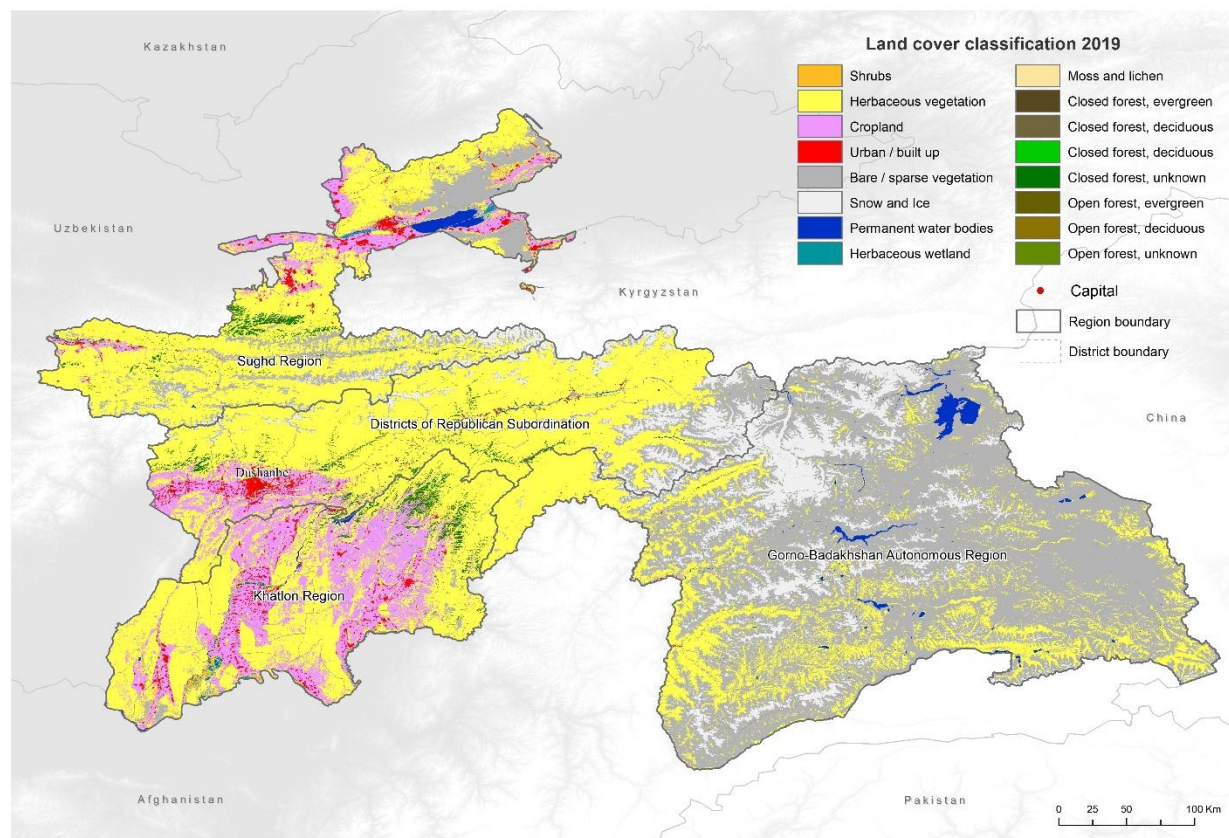 Land cover classification 2019
Shrubs
Herbaceous vegetation
Cropland
Urban / built up
Bare / sparse vegetation
Snow and Ice
Permanent water bodies
Herbaceous wetland
Moss and lichen
Closed forest, evergreen
Closed forest, deciduous
Closed forest, deciduous
Closed forest, unknown
Open forest, evergreen
Open forest, deciduous
Open forest, unknown
Capital
Region boundary
District boundary
Kazakhstan
Uzbekistan
Kyrgyzstan
China
Sughd Region
Districts of Republican Subordination
Dushanbe
Gorno-Badakhshan Autonomous Region
Khatlon Region
Afghanistan
Pakistan
0 25 50 100 Km